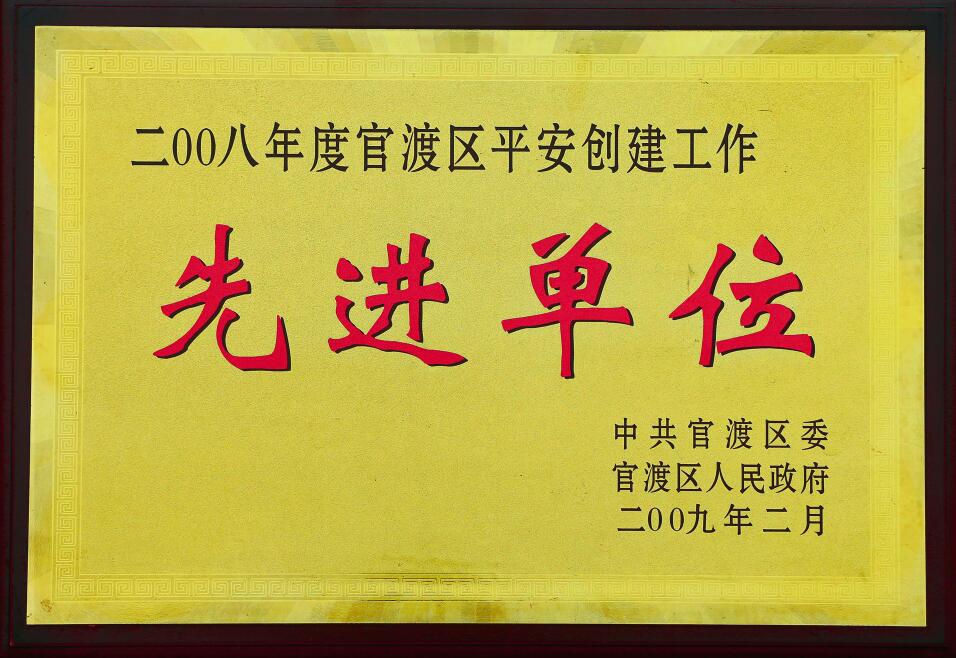 二00八年度官渡区平安创建工作
先进单位
中共官渡区委
官渡区人民政府
二00九年二月